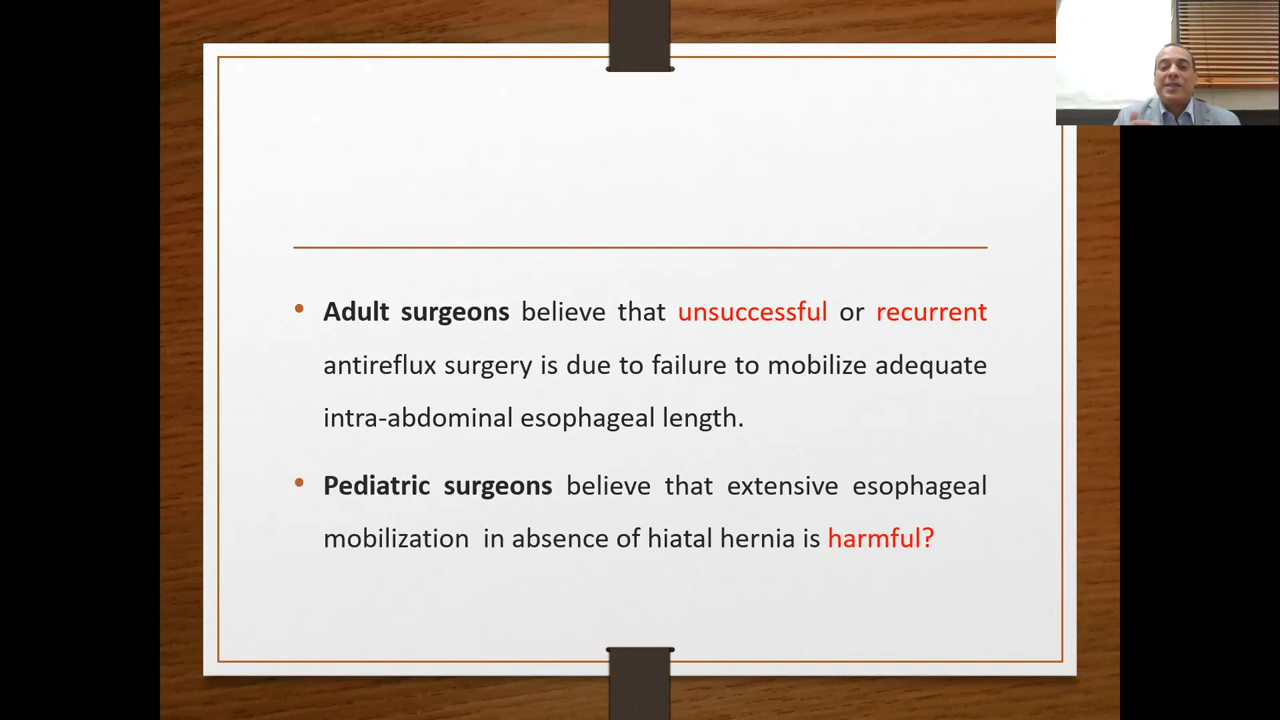 • Adult surgeons believe that unsuccessful or recurrent
antireflux surgery is due to failure to mobilize adequate
intra-abdominal esophageal length.
• Pediatric surgeons believe that extensive esophageal
mobilization in absence of hiatal hernia is harmful?